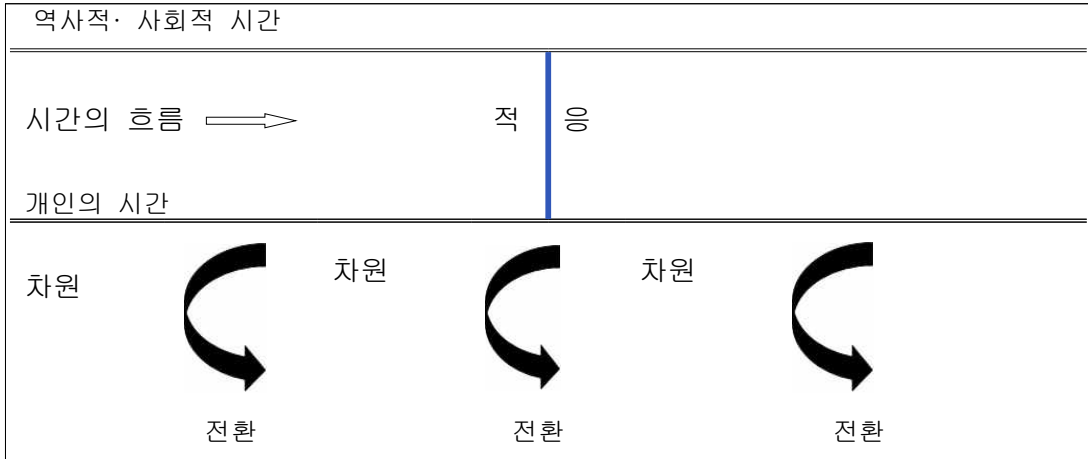 역사적· 사회적 시간
시간의 흐름 적 응
개인의 시간
차원 차원 차원
전환 전환 전환